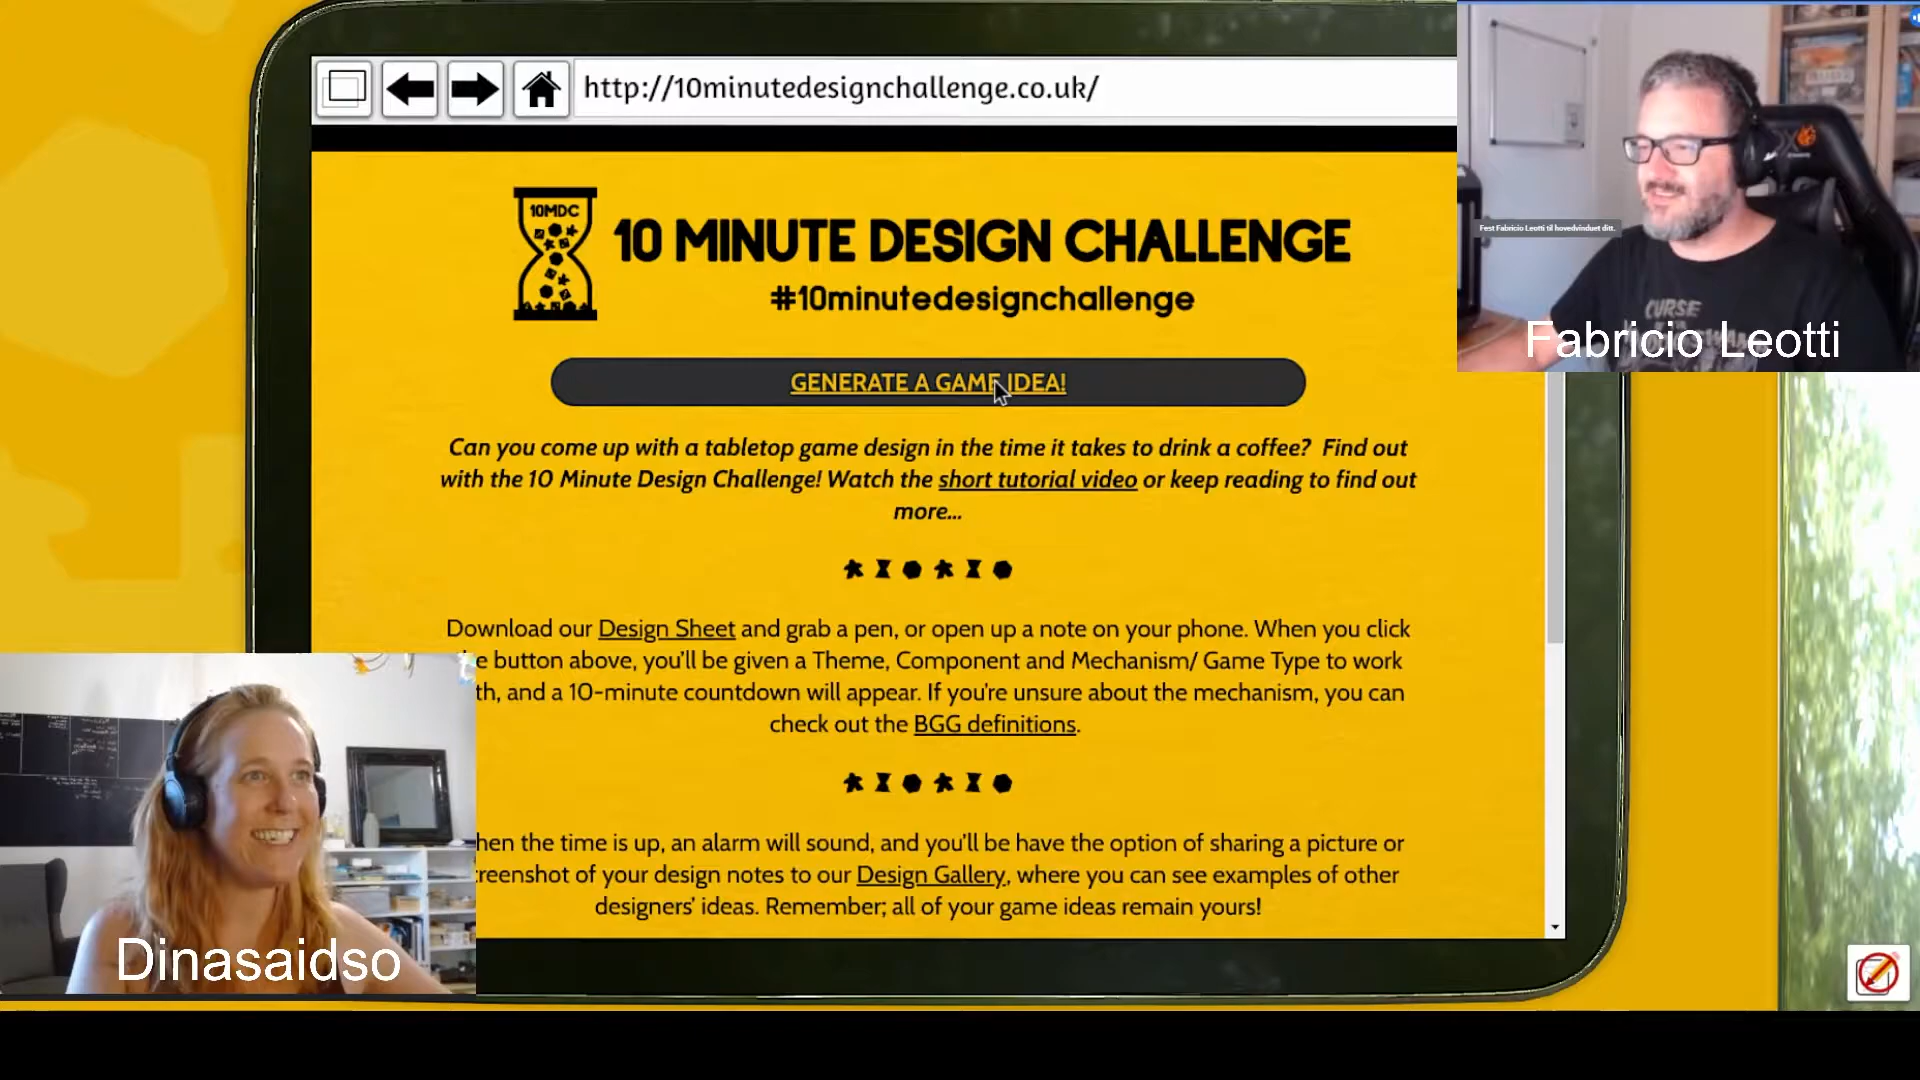 http://10minutedesignchallenge.co.uk/
10MDC
10 MINUTE DESIGN CHALLENGE
#10minutedesignchallenge
GENERATE A GAME IDEA!
Can you come up with a tabletop game design in the time it takes to drink a coffee? Find out
with the 10 Minute Design Challenge! Watch the short tutorial video or keep reading to find out
more...
Download our Design Sheet and grab a pen, or open up a note on your phone. When you click
e button above, you'll be given a Theme, Component and Mechanism/ Game Type to work
th, and a 10-minute countdown will appear. If you're unsure about the mechanism, you can
check out the BGG definitions.
hen the time is up, an alarm will sound, and you'll be have the option of sharing a picture or
reenshot of your design notes to our Design Gallery, where you can see examples of other
designers' ideas. Remember; all of your game ideas remain yours!
Fest Fabricio Leotti til hovedvinduet ditt.
CURSE
Fabricio Leotti
Dinasaidso